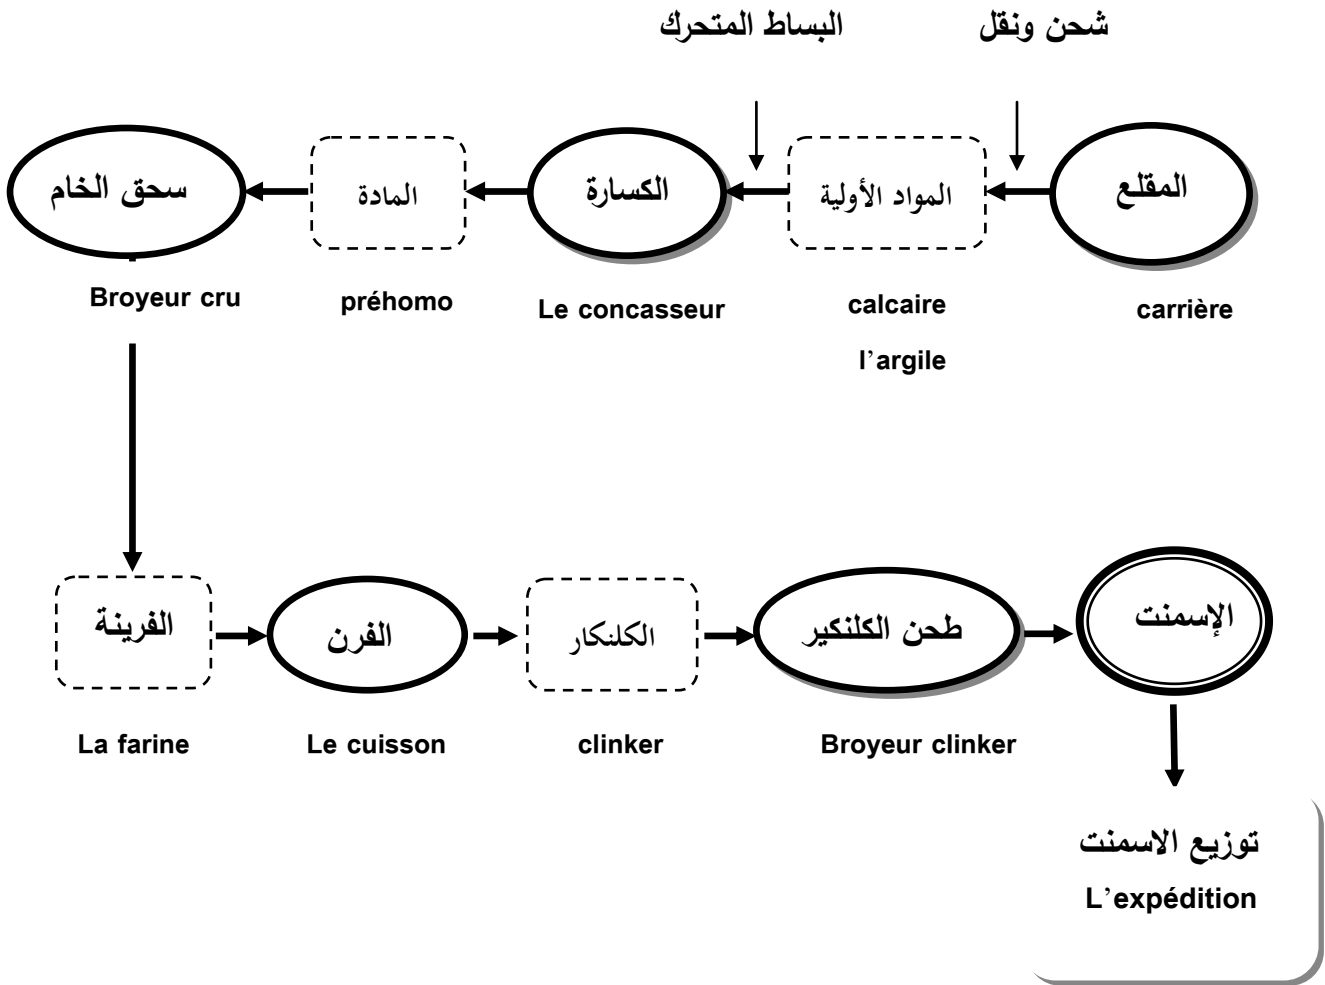 شحن ونقل
البساط المتحرك
المقلع
المواد الأولية
الكسارة
المادة
سحق الخام
carrière
calcaire
l’argile
Le concasseur
préhomo
Broyeur cru
الفرينة
الفرن
الكلنكار
طحن الكلنكير
الإسمنت
La farine
Le cuisson
clinker
Broyeur clinker
توزيع الاسمنت
L’expédition